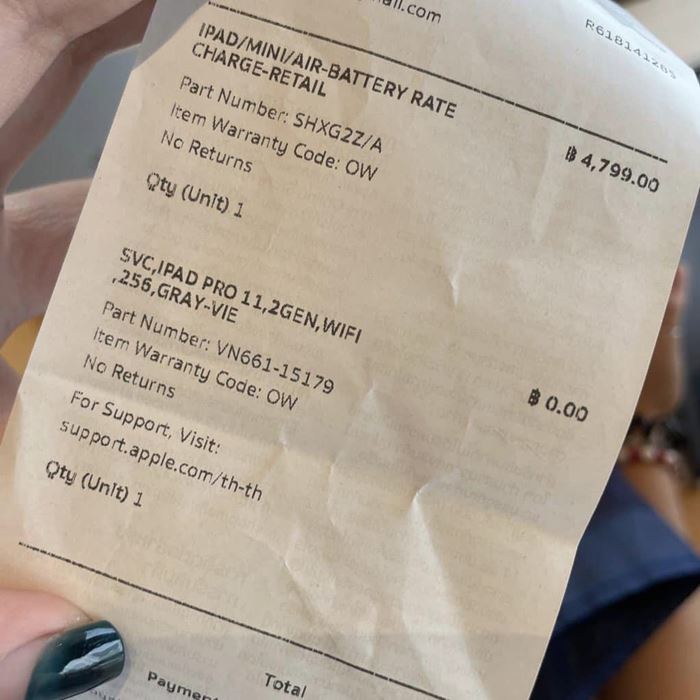 ail.com
IPAD/MINI/AIR-BATTERY RATE
CHARGE-RETAIL
Part Number: SHXG2Z/A
Item Warranty Code: OW
No Returns
฿ 4,799.00
Qty (Unit) 1
SVC,IPAD PRO 11,2GEN,WIFI
,256,GRAY-VIE
Part Number: VN661-15179
Item Warranty Code: OW
No Returns
฿ 0.00
For Support, Visit:
support.apple.com/th-th
Qty (Unit) 1
Total